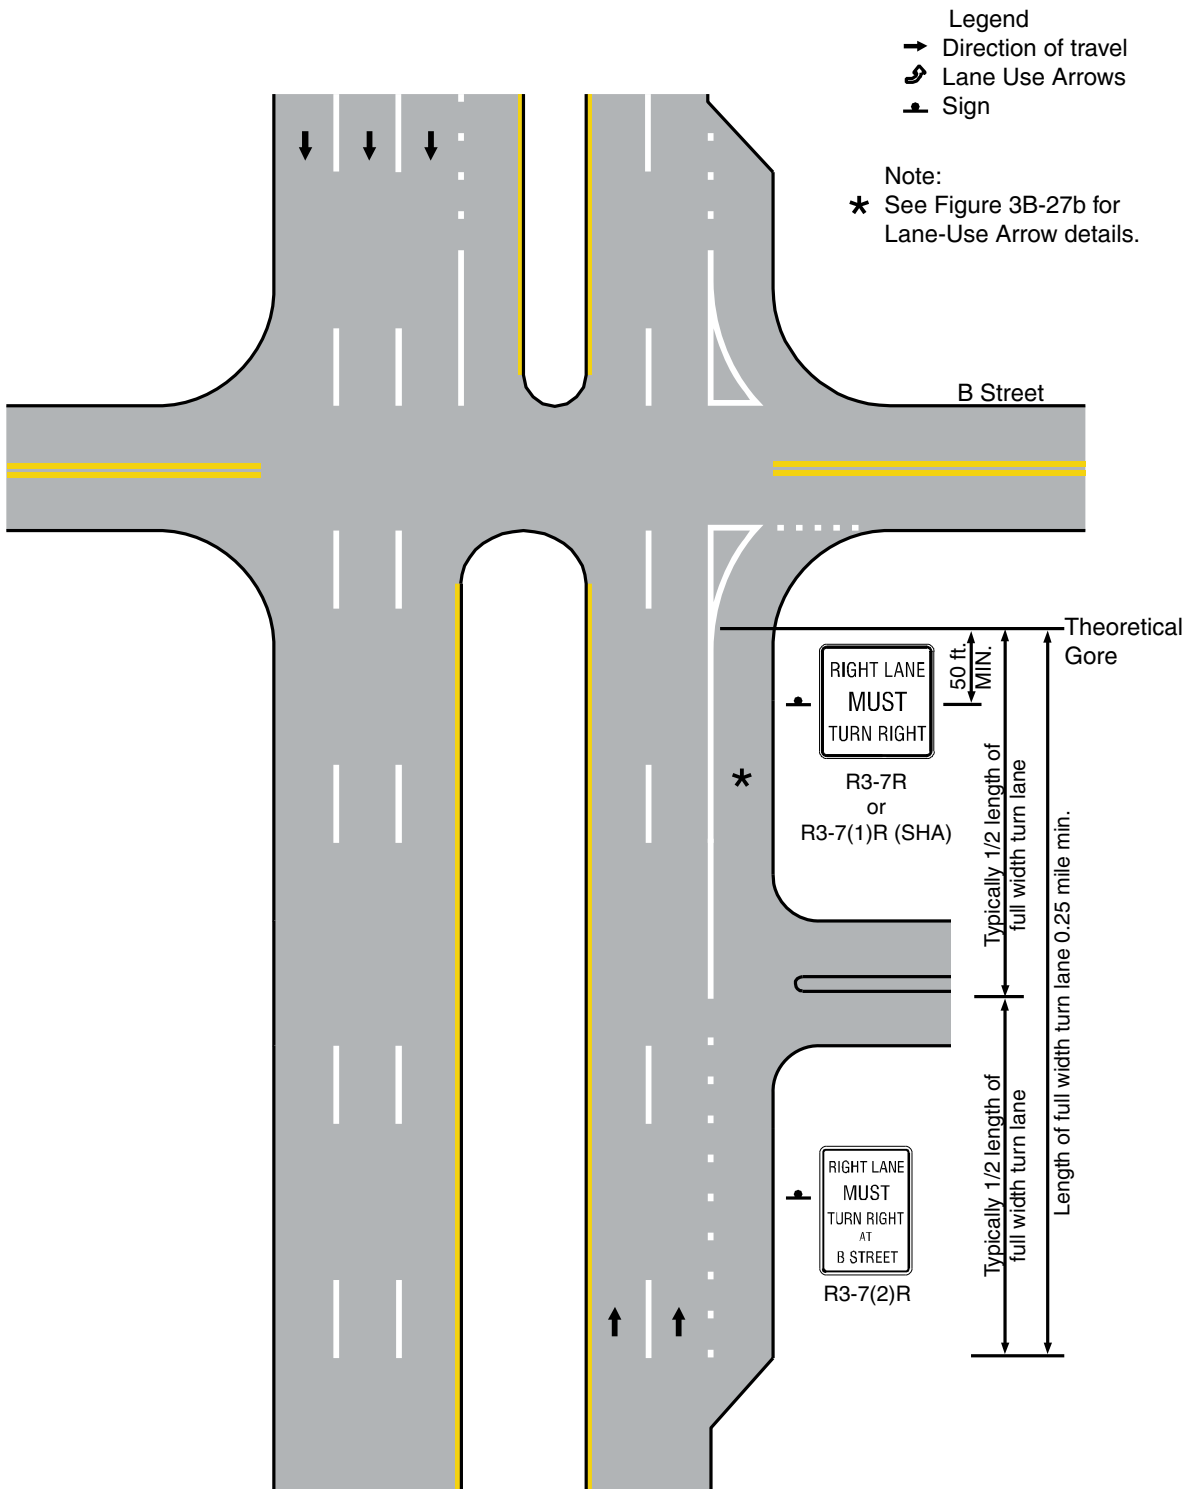 Legend
Direction of travel
Lane Use Arrows
Sign
Note:
* See Figure 3B-27b for
Lane-Use Arrow details.
B Street
Theoretical
Gore
50 ft.
MIN.
RIGHT LANE
MUST
TURN RIGHT
*
R3-7R
or
R3-7(1)R (SHA)
Typically 1/2 length of
full width turn lane
Length of full width turn lane 0.25 mile min.
Typically 1/2 length of
full width turn lane
RIGHT LANE
MUST
TURN RIGHT
AT
B STREET
R3-7(2)R